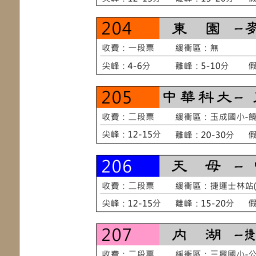 204 東園-
收費：一段票 緩衝區：無
尖峰：4-6分 離峰：5-10分 假
205 中華科大-
收費：二段票 緩衝區：玉成國小-
尖峰：12-15分 離峰：20-30分 假
206 天母-
收費：二段票 緩衝區：捷運士林站(
尖峰：12-15分 離峰：15-20分 假
207 內湖-捷
收費：二段票 緩衝區：三興國小-